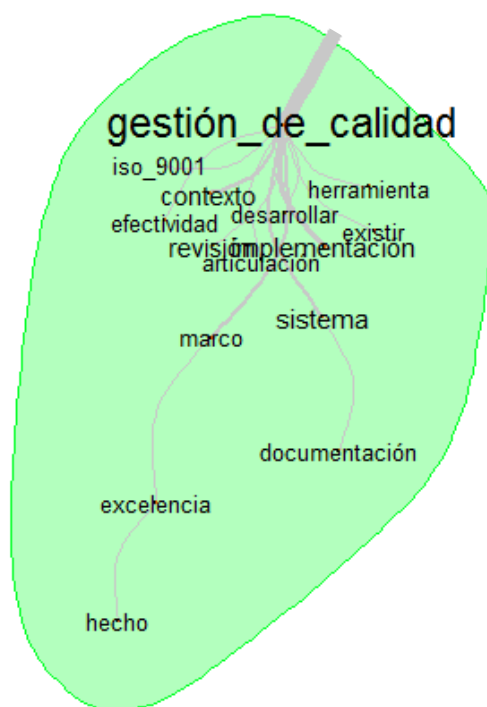 gestión_de_calidad
iso_9001
contexto
herramienta
efectividad
desarrollar
existir
revisión
implementación
articulación
sistema
marco
documentación
excelencia
hecho